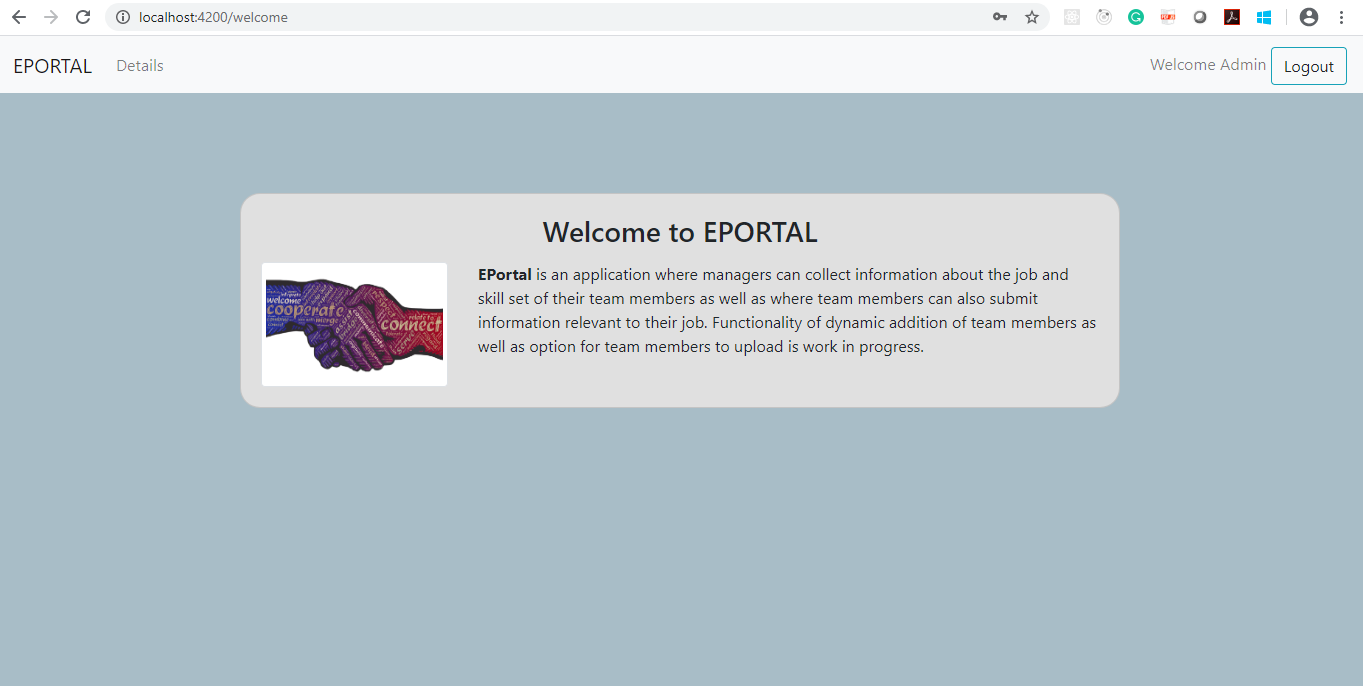 localhost:4200/welcome
EPORTAL Details Welcome Admin Logout
Welcome to EPORTAL
welcome
cooperate
merge
connect
EPortal is an application where managers can collect information about the job and
skill set of their team members as well as where team members can also submit
information relevant to their job. Functionality of dynamic addition of team members as
well as option for team members to upload is work in progress.